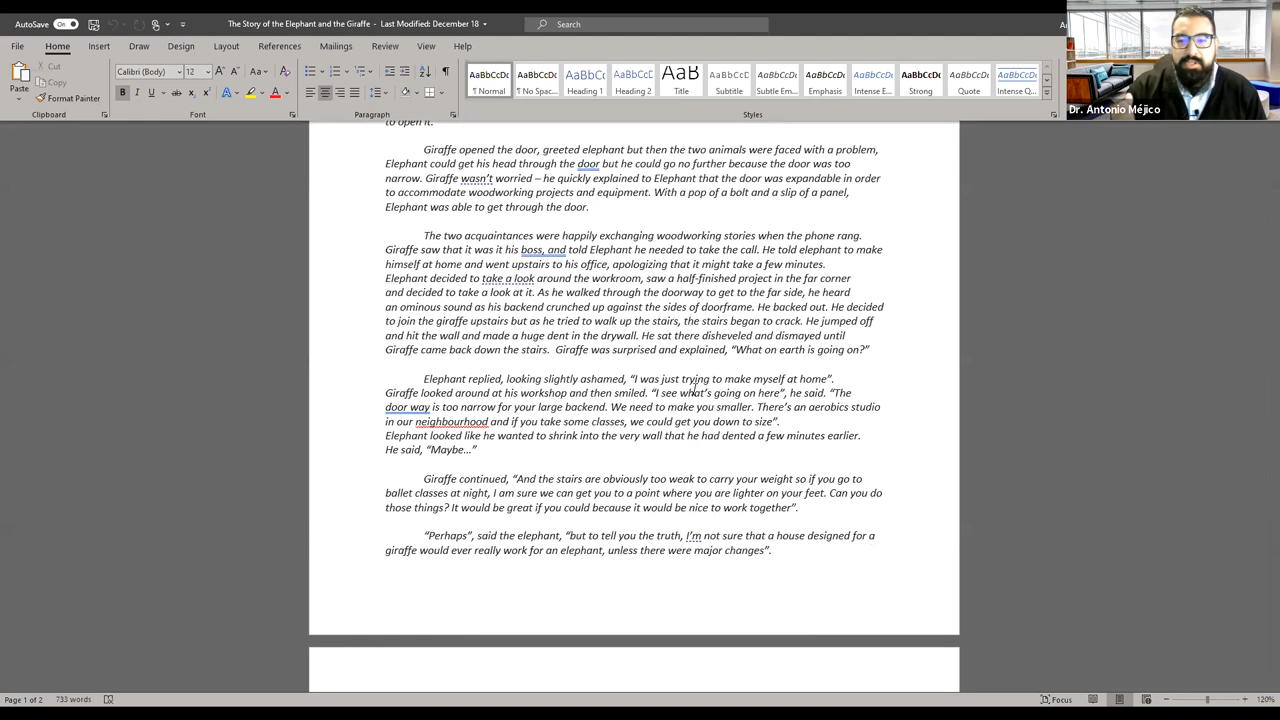 AutoSave On
The Story of the Elephant and the Giraffe - Last Modified: December 18
Search
File Home Insert Draw Design Layout References Mailings Review View Help
Paste
Cut
Copy
Format Painter
Calibri (Body) 12
Clipboard
Font
Paragraph
AaBbCcDc AaBbCcDc AaBbCcD AaBbCcD AaB AaBbCcD AaBbCcDc AaBbCcDc AaBbCcDc AaBbCcDc AaBbCcDc AaBbCcDc
¶ Normal ¶ No Spac... Heading 1 Heading 2 Title Subtitle Subtle Em... Emphasis Intense E... Strong Quote Intense Q...
Styles
Dr. Antonio Méjico
to open it.
Giraffe opened the door, greeted elephant but then the two animals were faced with a problem,
Elephant could get his head through the door but he could go no further because the door was too
narrow. Giraffe wasn’t worried – he quickly explained to Elephant that the door was expandable in order
to accommodate woodworking projects and equipment. With a pop of a bolt and a slip of a panel,
Elephant was able to get through the door.
The two acquaintances were happily exchanging woodworking stories when the phone rang.
Giraffe saw that it was it his boss, and told Elephant he needed to take the call. He told elephant to make
himself at home and went upstairs to his office, apologizing that it might take a few minutes.
Elephant decided to take a look around the workroom, saw a half-finished project in the far corner
and decided to take a look at it. As he walked through the doorway to get to the far side, he heard
an ominous sound as his backend crunched up against the sides of doorframe. He backed out. He decided
to join the giraffe upstairs but as he tried to walk up the stairs, the stairs began to crack. He jumped off
and hit the wall and made a huge dent in the drywall. He sat there disheveled and dismayed until
Giraffe came back down the stairs.  Giraffe was surprised and explained, “What on earth is going on?”
Elephant replied, looking slightly ashamed, “I was just trying to make myself at home”.
Giraffe looked around at his workshop and then smiled. “I see what’s going on here”, he said. “The
door way is too narrow for your large backend. We need to make you smaller. There’s an aerobics studio
in our neighbourhood and if you take some classes, we could get you down to size”.
Elephant looked like he wanted to shrink into the very wall that he had dented a few minutes earlier.
He said, “Maybe…”
Giraffe continued, “And the stairs are obviously too weak to carry your weight so if you go to
ballet classes at night, I am sure we can get you to a point where you are lighter on your feet. Can you do
those things? It would be great if you could because it would be nice to work together”.
“Perhaps”, said the elephant, “but to tell you the truth, I’m not sure that a house designed for a
giraffe would ever really work for an elephant, unless there were major changes”.
Page 1 of 2 733 words
Focus
120%